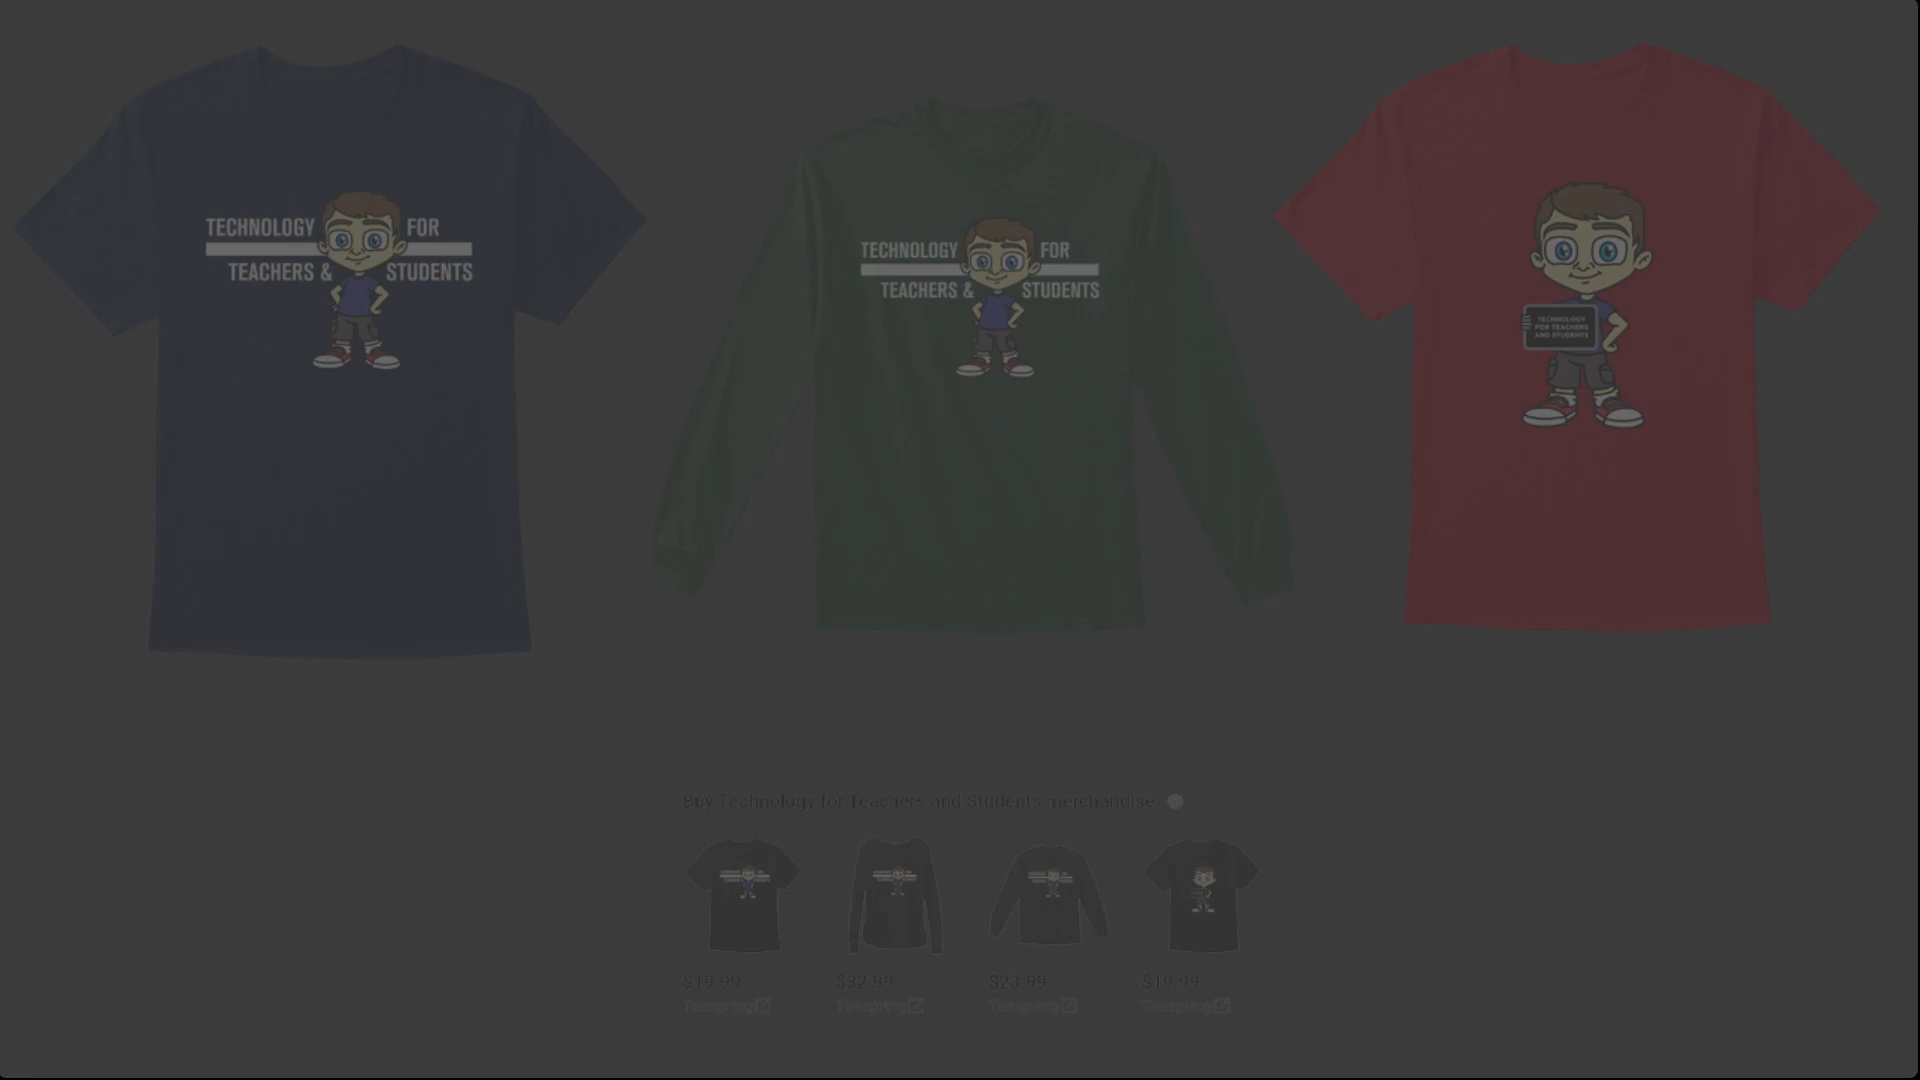 TECHNOLOGY FOR
TEACHERS & STUDENTS
TECHNOLOGY FOR
TEACHERS & STUDENTS
TECHNOLOGY
FOR TEACHERS
AND STUDENTS
Buy Technology for Teachers and Students merchandise
$19.99
$32.99
$23.99
$19.99
Teespring
Teespring
Teespring
Teespring